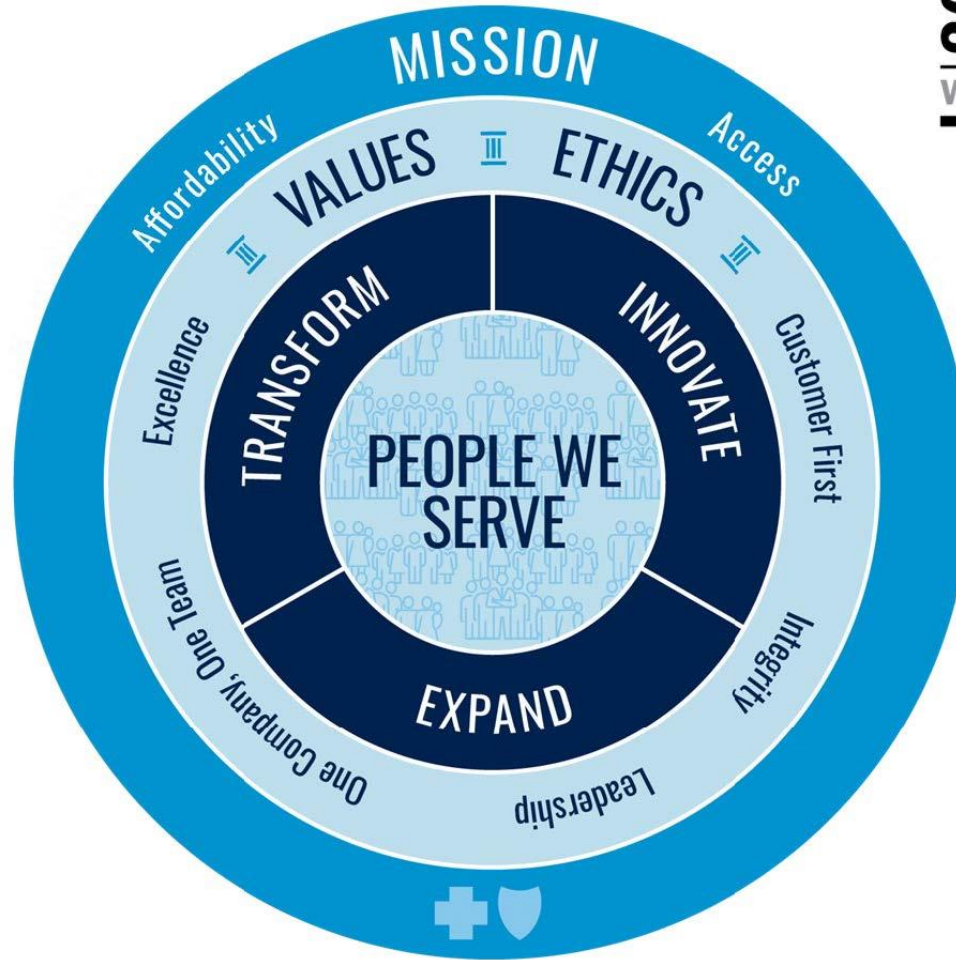 MISSION
Affordability
Access
VALUES
ETHICS
Excellence
Customer First
One Company, One Team
Integrity
Leadership
TRANSFORM
INNOVATE
EXPAND
PEOPLE WE
SERVE